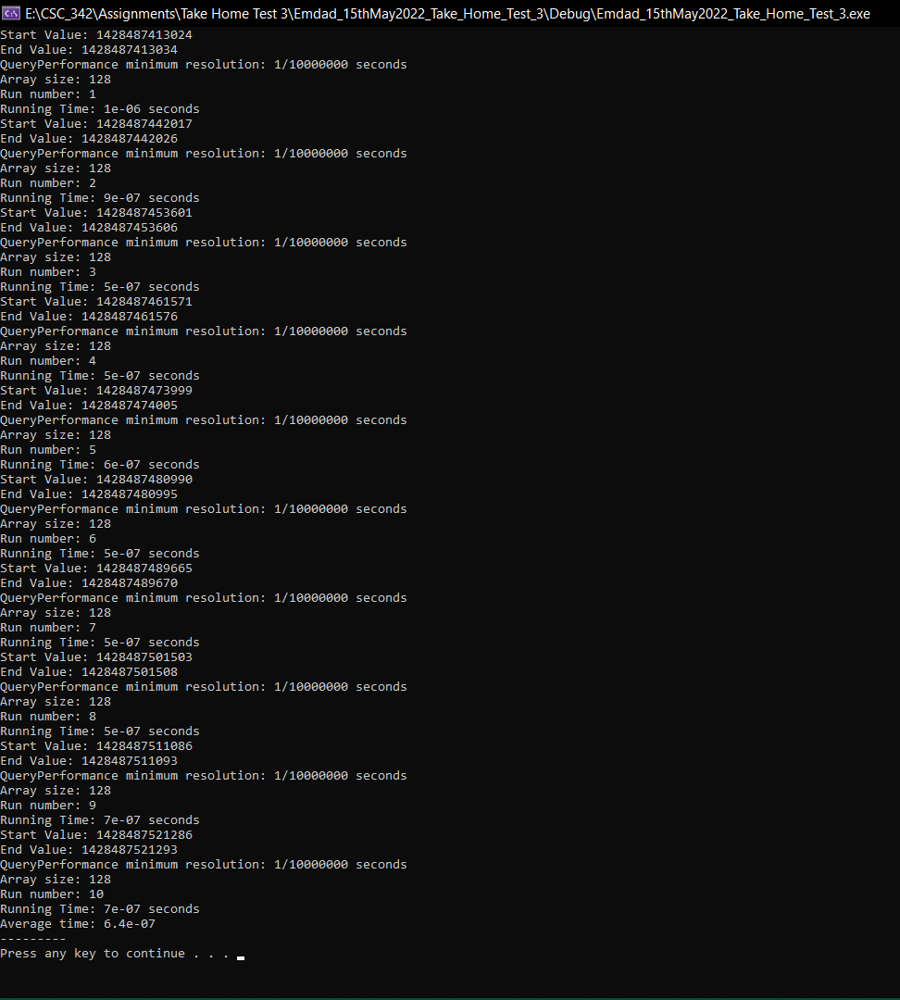 E:\CSC_342\Assignments\Take Home Test 3\Emdad_15thMay2022_Take_Home_Test_3\Debug\Emdad_15thMay2022_Take_Home_Test_3.exe
Start Value: 1428487413024
End Value: 1428487413034
QueryPerformance minimum resolution: 1/10000000 seconds
Array size: 128
Run number: 1
Running Time: 1e-06 seconds
Start Value: 1428487442017
End Value: 1428487442026
QueryPerformance minimum resolution: 1/10000000 seconds
Array size: 128
Run number: 2
Running Time: 9e-07 seconds
Start Value: 1428487453601
End Value: 1428487453606
QueryPerformance minimum resolution: 1/10000000 seconds
Array size: 128
Run number: 3
Running Time: 5e-07 seconds
Start Value: 1428487461571
End Value: 1428487461576
QueryPerformance minimum resolution: 1/10000000 seconds
Array size: 128
Run number: 4
Running Time: 5e-07 seconds
Start Value: 1428487473999
End Value: 1428487474005
QueryPerformance minimum resolution: 1/10000000 seconds
Array size: 128
Run number: 5
Running Time: 6e-07 seconds
Start Value: 1428487480990
End Value: 1428487480995
QueryPerformance minimum resolution: 1/10000000 seconds
Array size: 128
Run number: 6
Running Time: 5e-07 seconds
Start Value: 1428487489665
End Value: 1428487489670
QueryPerformance minimum resolution: 1/10000000 seconds
Array size: 128
Run number: 7
Running Time: 5e-07 seconds
Start Value: 1428487501503
End Value: 1428487501508
QueryPerformance minimum resolution: 1/10000000 seconds
Array size: 128
Run number: 8
Running Time: 5e-07 seconds
Start Value: 1428487511086
End Value: 1428487511093
QueryPerformance minimum resolution: 1/10000000 seconds
Array size: 128
Run number: 9
Running Time: 7e-07 seconds
Start Value: 1428487521286
End Value: 1428487521293
QueryPerformance minimum resolution: 1/10000000 seconds
Array size: 128
Run number: 10
Running Time: 7e-07 seconds
Average time: 6.4e-07
---------
Press any key to continue . . .